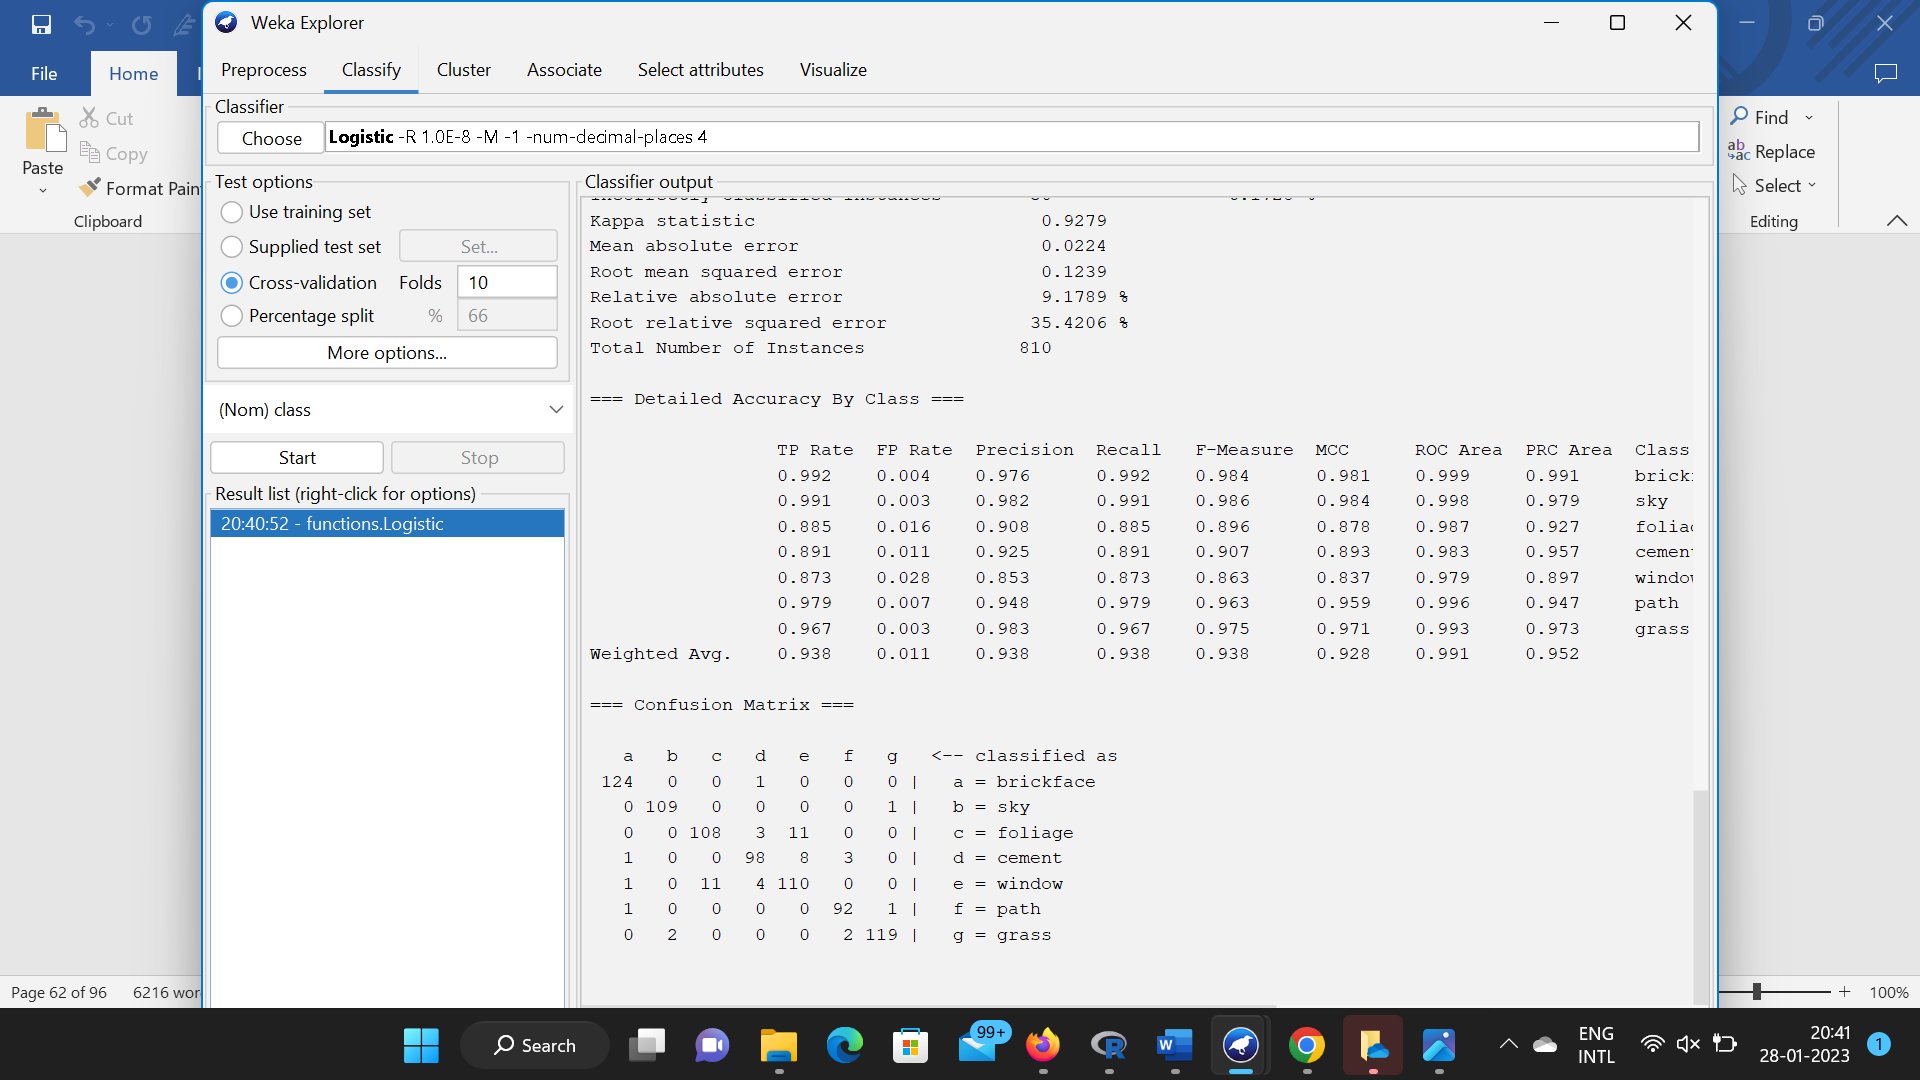 Weka Explorer
File
Home
Preprocess
Classify
Cluster
Associate
Select attributes
Visualize
Classifier
Choose
Logistic -R 1.0E-8 -M -1 -num-decimal-places 4
Paste
Cut
Copy
Format Pain
Clipboard
Find
Replace
Select
Editing
Test options
Use training set
Supplied test set
Set...
Cross-validation Folds 10
Percentage split % 66
More options...
(Nom) class
Start
Stop
Result list (right-click for options)
20:40:52 - functions.Logistic
Classifier output
Kappa statistic 0.9279
Mean absolute error 0.0224
Root mean squared error 0.1239
Relative absolute error 9.1789 %
Root relative squared error 35.4206 %
Total Number of Instances 810
=== Detailed Accuracy By Class ===
TP Rate FP Rate Precision Recall F-Measure MCC ROC Area PRC Area Class
0.992 0.004 0.976 0.992 0.984 0.981 0.999 0.991 brick
0.991 0.003 0.982 0.991 0.986 0.984 0.998 0.979 sky
0.885 0.016 0.908 0.885 0.896 0.878 0.987 0.927 folia
0.891 0.011 0.925 0.891 0.907 0.893 0.983 0.957 cemen
0.873 0.028 0.853 0.873 0.863 0.837 0.979 0.897 windo
0.979 0.007 0.948 0.979 0.963 0.959 0.996 0.947 path
0.967 0.003 0.983 0.967 0.975 0.971 0.993 0.973 grass
Weighted Avg. 0.938 0.011 0.938 0.938 0.938 0.928 0.991 0.952
=== Confusion Matrix ===
a b c d e f g <-- classified as
124 0 0 1 0 0 0 | a = brickface
0 109 0 0 0 0 1 | b = sky
0 0 108 3 11 0 0 | c = foliage
1 0 0 98 8 3 0 | d = cement
1 0 11 4 110 0 0 | e = window
1 0 0 0 0 92 1 | f = path
0 2 0 0 0 2 119 | g = grass
Page 62 of 96 6216 wor
100%
Search
99+
ENG
INTL
20:41
28-01-2023
1